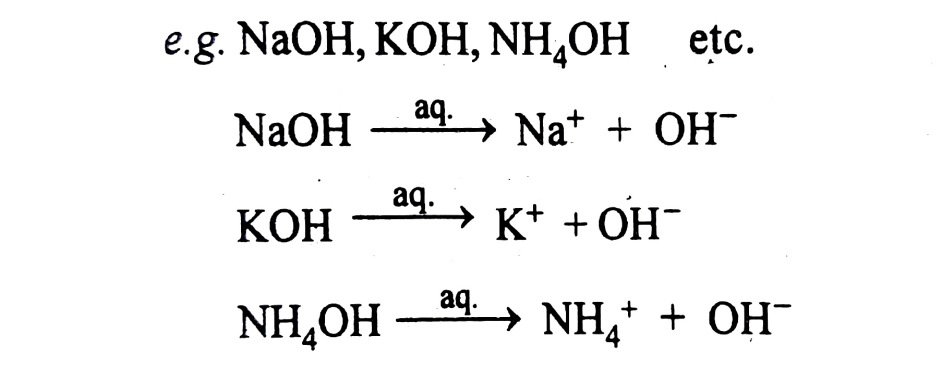 e.g. NaOH, KOH, NH₄OH etc.
NaOH aq.→ Na⁺ + OH⁻
KOH aq.→ K⁺ + OH⁻
NH₄OH aq.→ NH₄⁺ + OH⁻